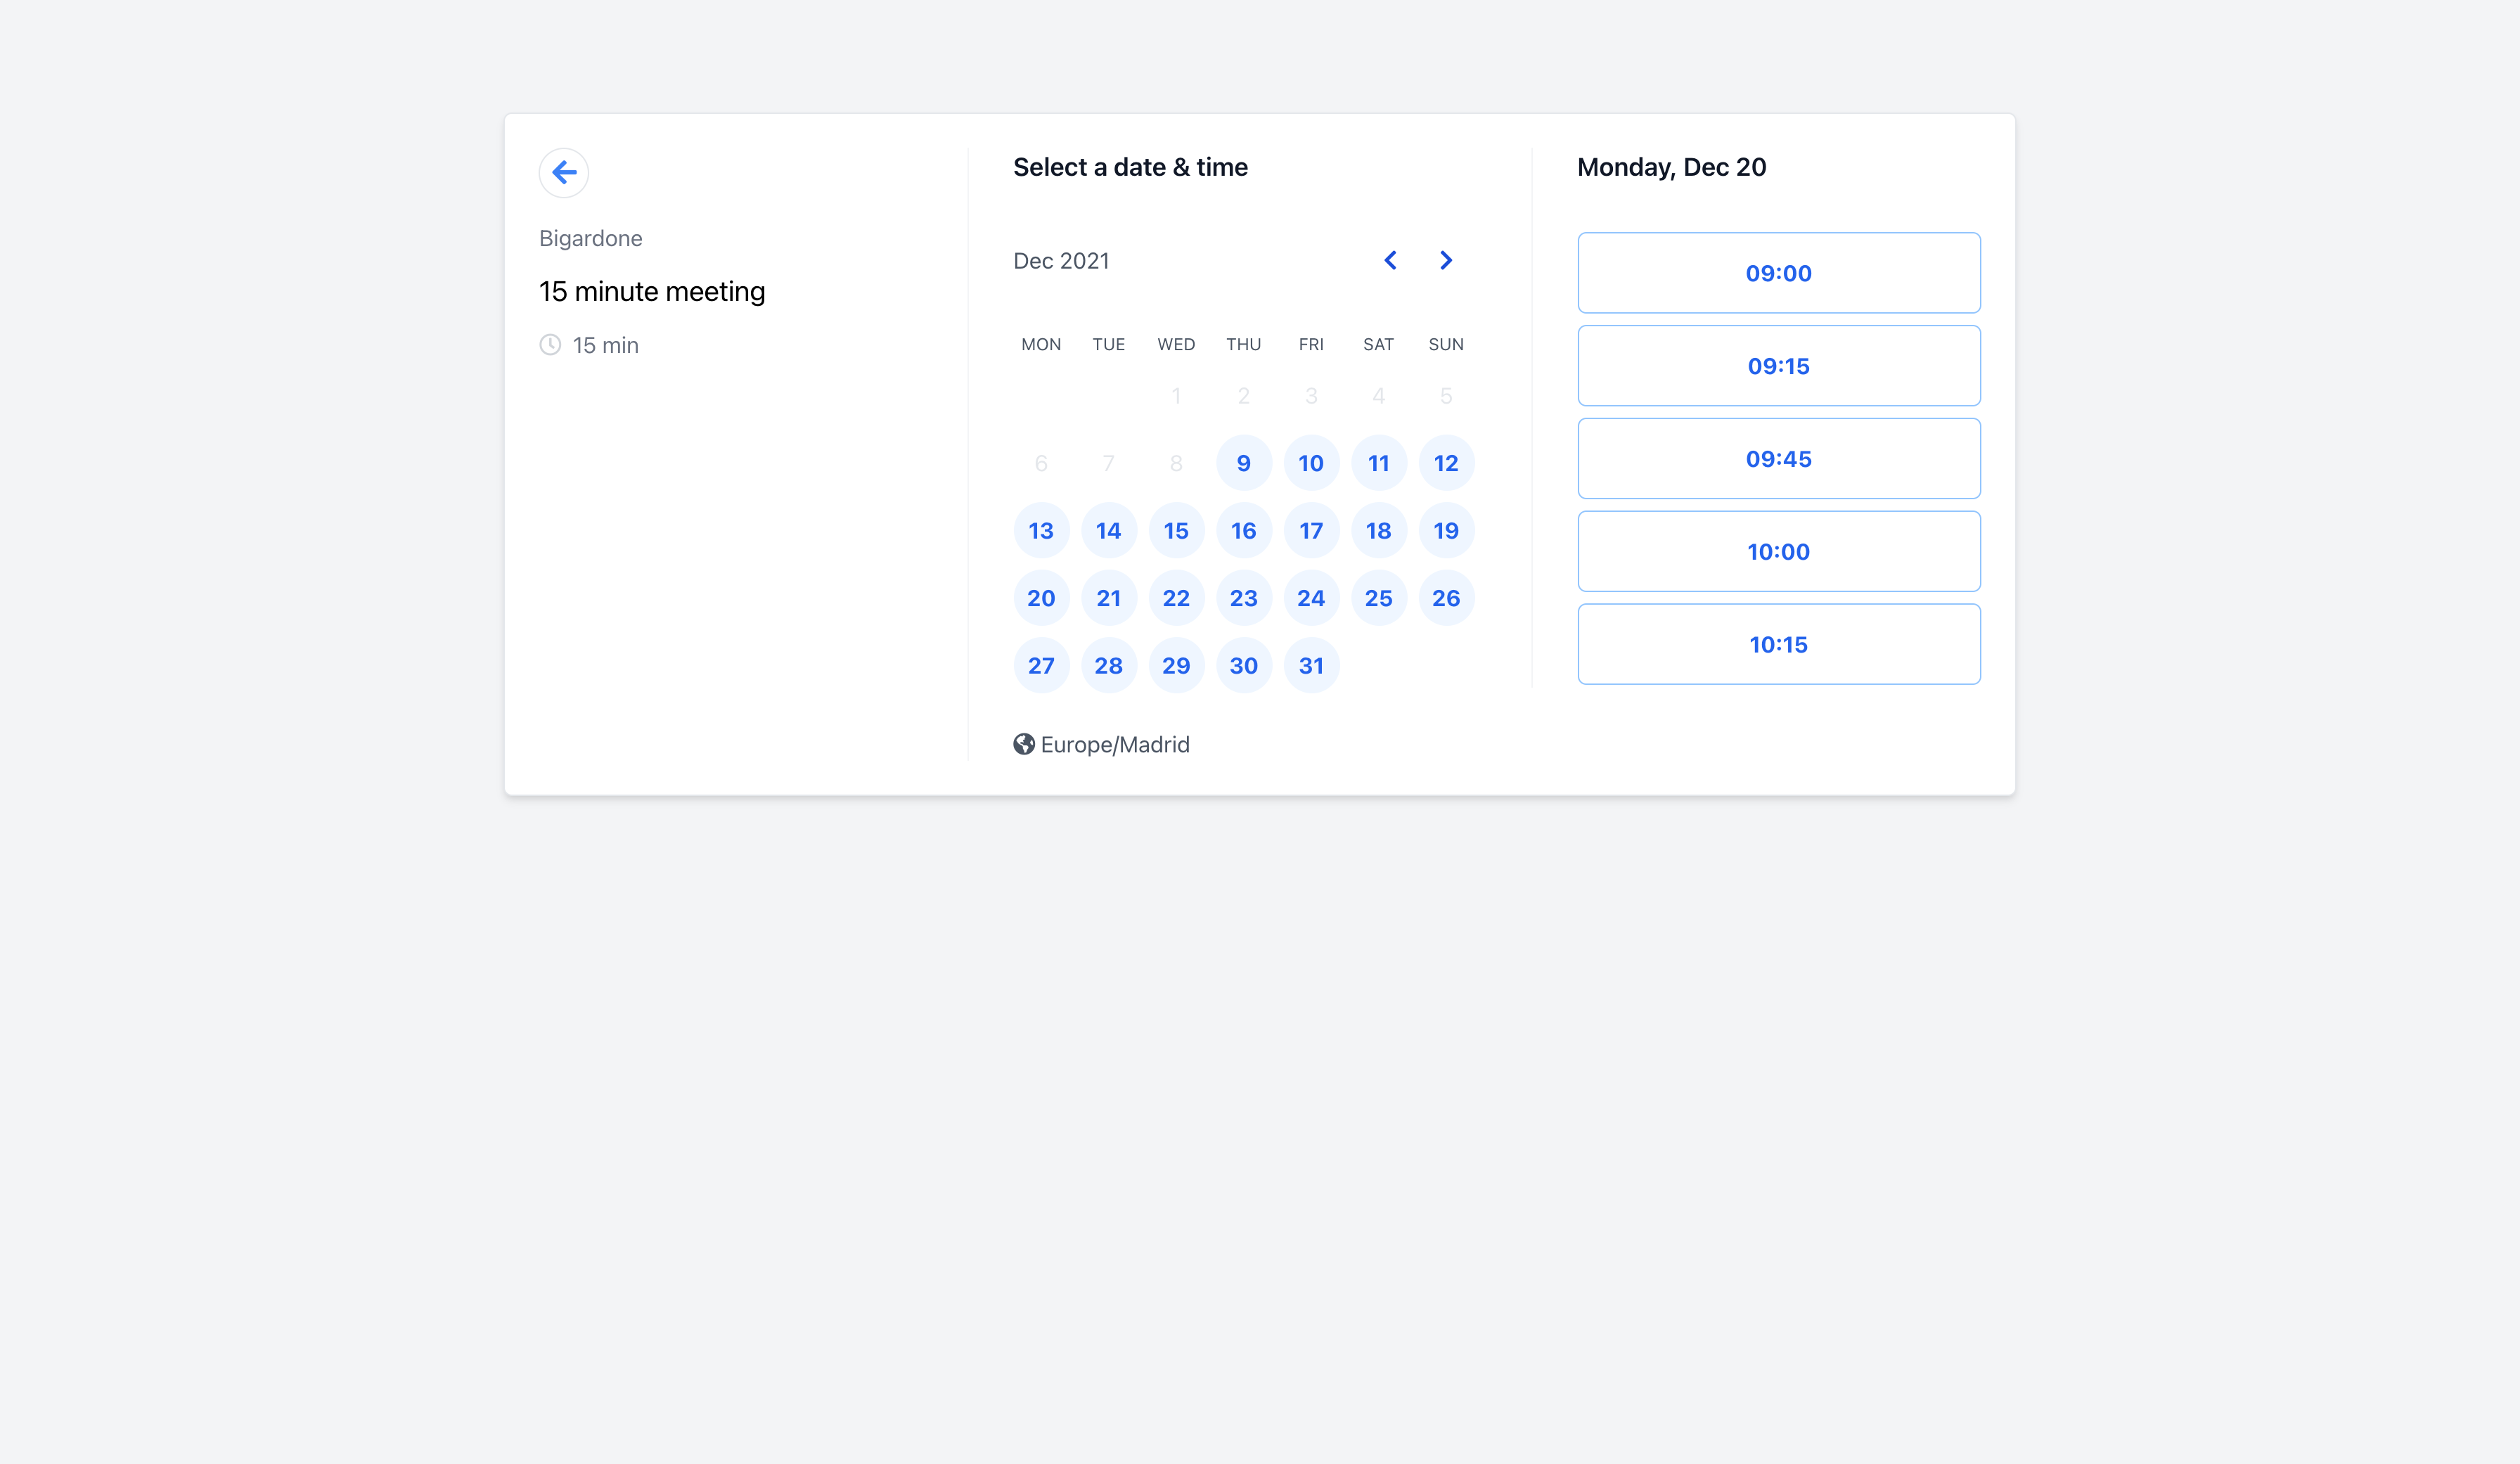 Bigardone
15 minute meeting
15 min
Select a date & time
Dec 2021
MON TUE WED THU FRI SAT SUN
1 2 3 4 5
6 7 8 9 10 11 12
13 14 15 16 17 18 19
20 21 22 23 24 25 26
27 28 29 30 31
Europe/Madrid
Monday, Dec 20
09:00
09:15
09:45
10:00
10:15